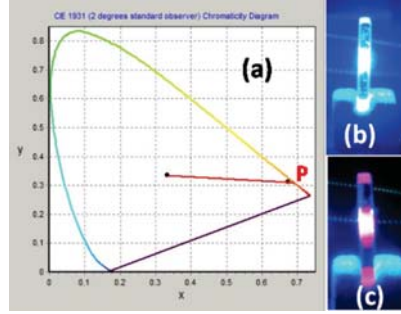 CIE 1931 (2 degrees standard observer) Chromaticity Diagram
(a)
P
y
0.8
0.7
0.6
0.5
0.4
0.3
0.2
0.1
0
0 0.1 0.2 0.3 0.4 0.5 0.6 0.7
X
(b)
(c)